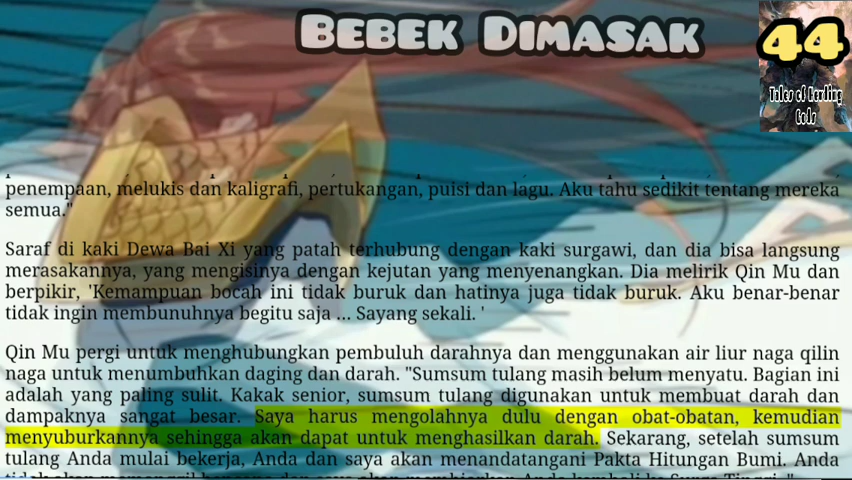 BEBEK DIMASAK
44
Tales of Herding
Gods
penempaan, melukis dan kaligrafi, pertukangan, puisi dan lagu. Aku tahu sedikit tentang mereka
semua."
Saraf di kaki Dewa Bai Xi yang patah terhubung dengan kaki surgawi, dan dia bisa langsung
merasakannya, yang mengisinya dengan kejutan yang menyenangkan. Dia melirik Qin Mu dan
berpikir, 'Kemampuan bocah ini tidak buruk dan hatinya juga tidak buruk. Aku benar-benar
tidak ingin membunuhnya begitu saja ... Sayang sekali. '
Qin Mu pergi untuk menghubungkan pembuluh darahnya dan menggunakan air liur naga qilin
naga untuk menumbuhkan daging dan darah. "Sumsum tulang masih belum menyatu. Bagian ini
adalah yang paling sulit. Kakak senior, sumsum tulang digunakan untuk membuat darah dan
dampaknya sangat besar. Saya harus mengolahnya dulu dengan obat-obatan, kemudian
menyuburkannya sehingga akan dapat untuk menghasilkan darah. Sekarang, setelah sumsum
tulang Anda mulai bekerja, Anda dan saya akan menandatangani Pakta Hitungan Bumi. Anda